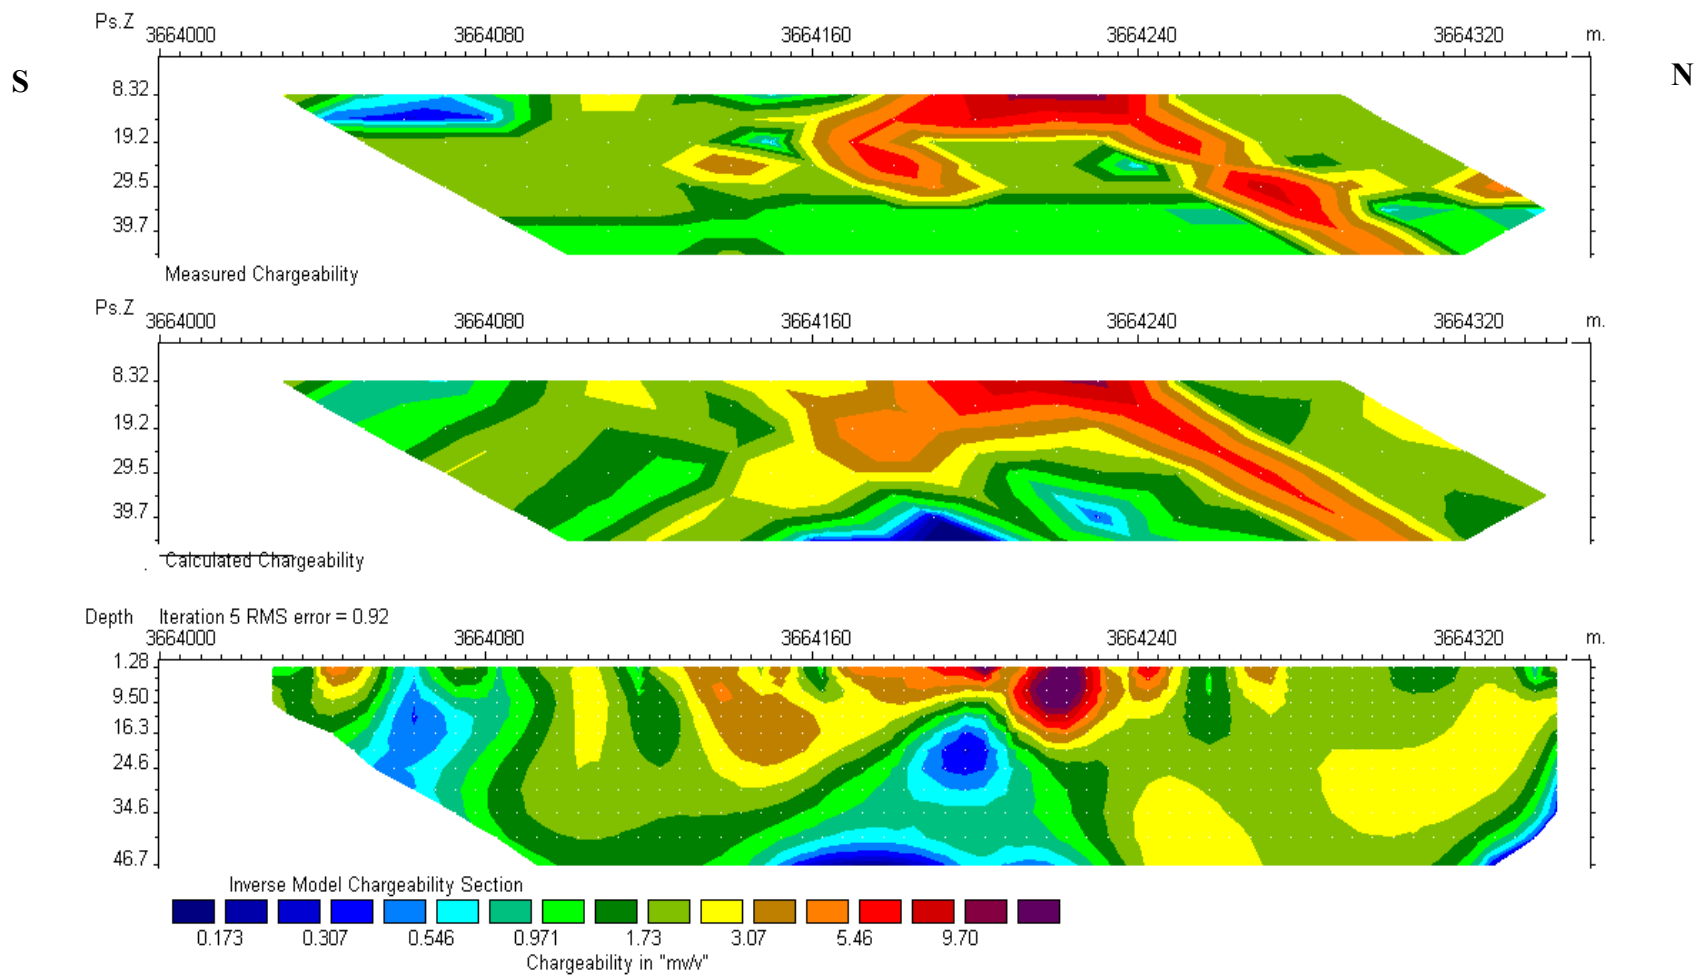 Ps.Z
3664000 3664080 3664160 3664240 3664320 m.
S
N
8.32
19.2
29.5
39.7
Measured Chargeability
Ps.Z
3664000 3664080 3664160 3664240 3664320 m.
8.32
19.2
29.5
39.7
Calculated Chargeability
Depth Iteration 5 RMS error = 0.92
3664000 3664080 3664160 3664240 3664320 m.
1.28
9.50
16.3
24.6
34.6
46.7
Inverse Model Chargeability Section
0.173 0.307 0.546 0.971 1.73 3.07 5.46 9.70
Chargeability in "mv/v"